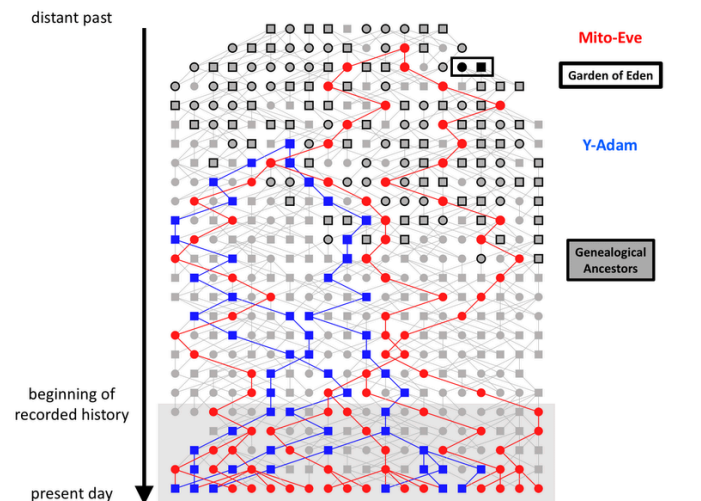 distant past
Mito-Eve
Garden of Eden
Y-Adam
Genealogical
Ancestors
beginning of
recorded history
present day